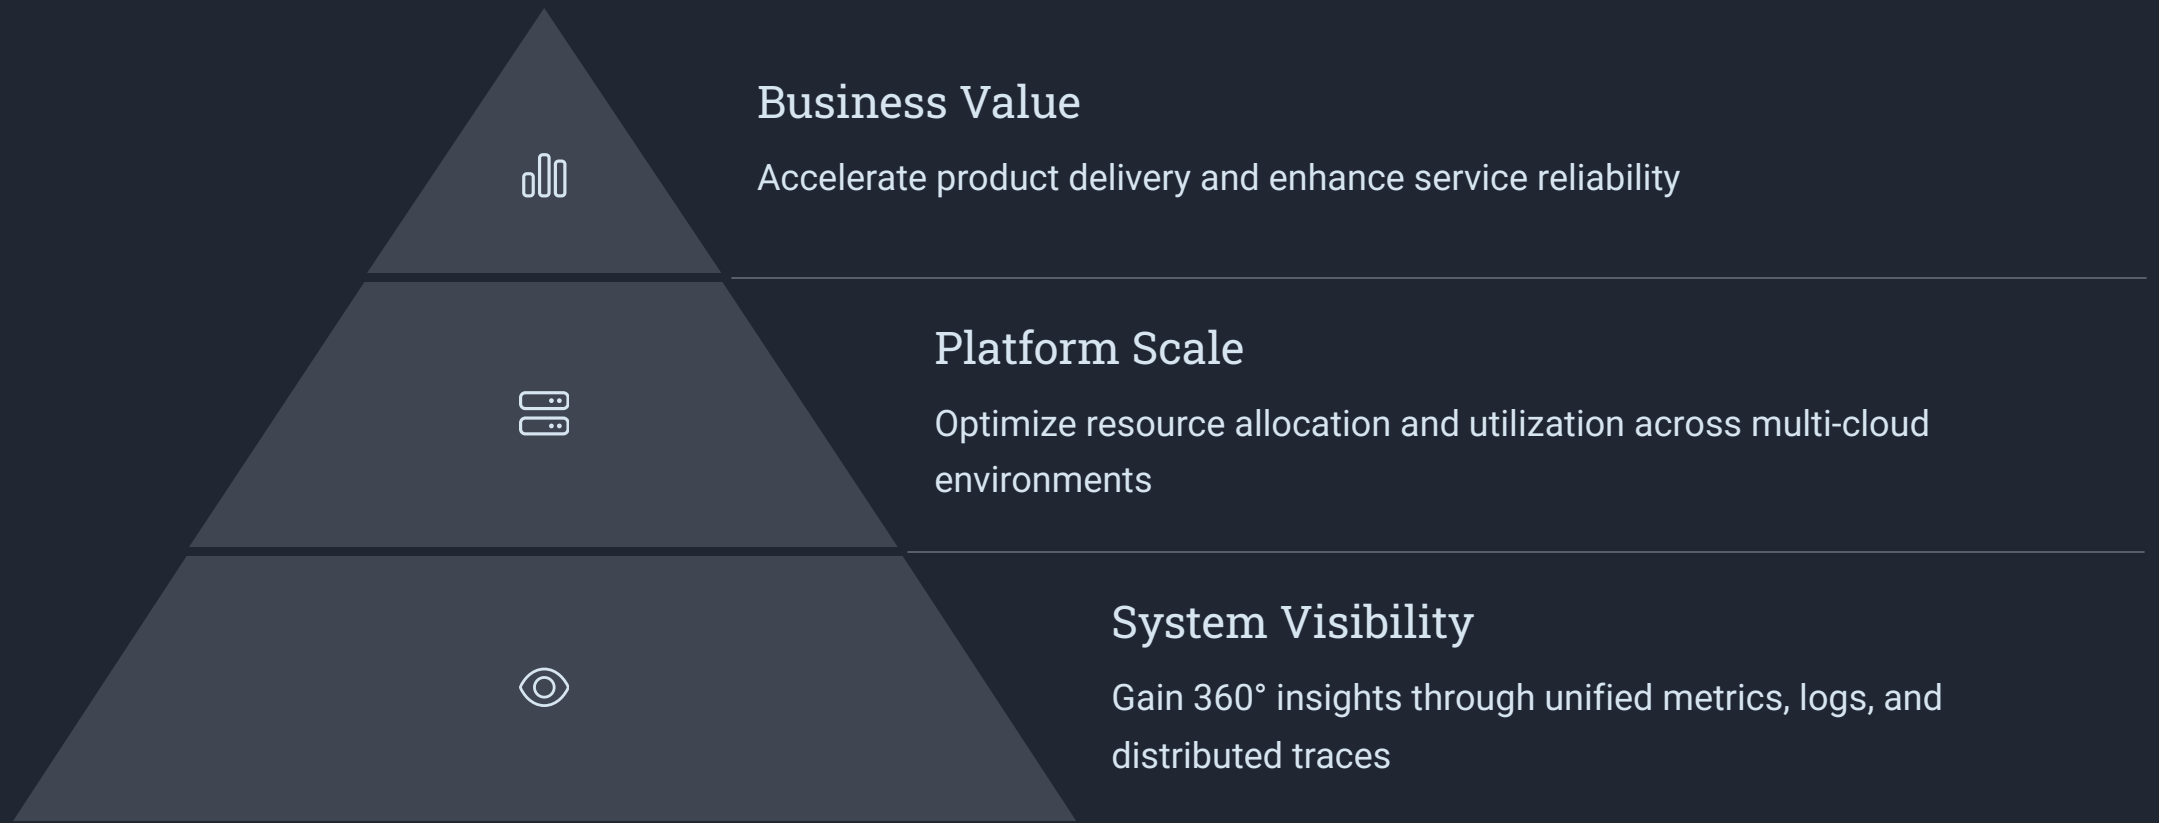 Business Value
Accelerate product delivery and enhance service reliability
Platform Scale
Optimize resource allocation and utilization across multi-cloud
environments
System Visibility
Gain 360° insights through unified metrics, logs, and
distributed traces